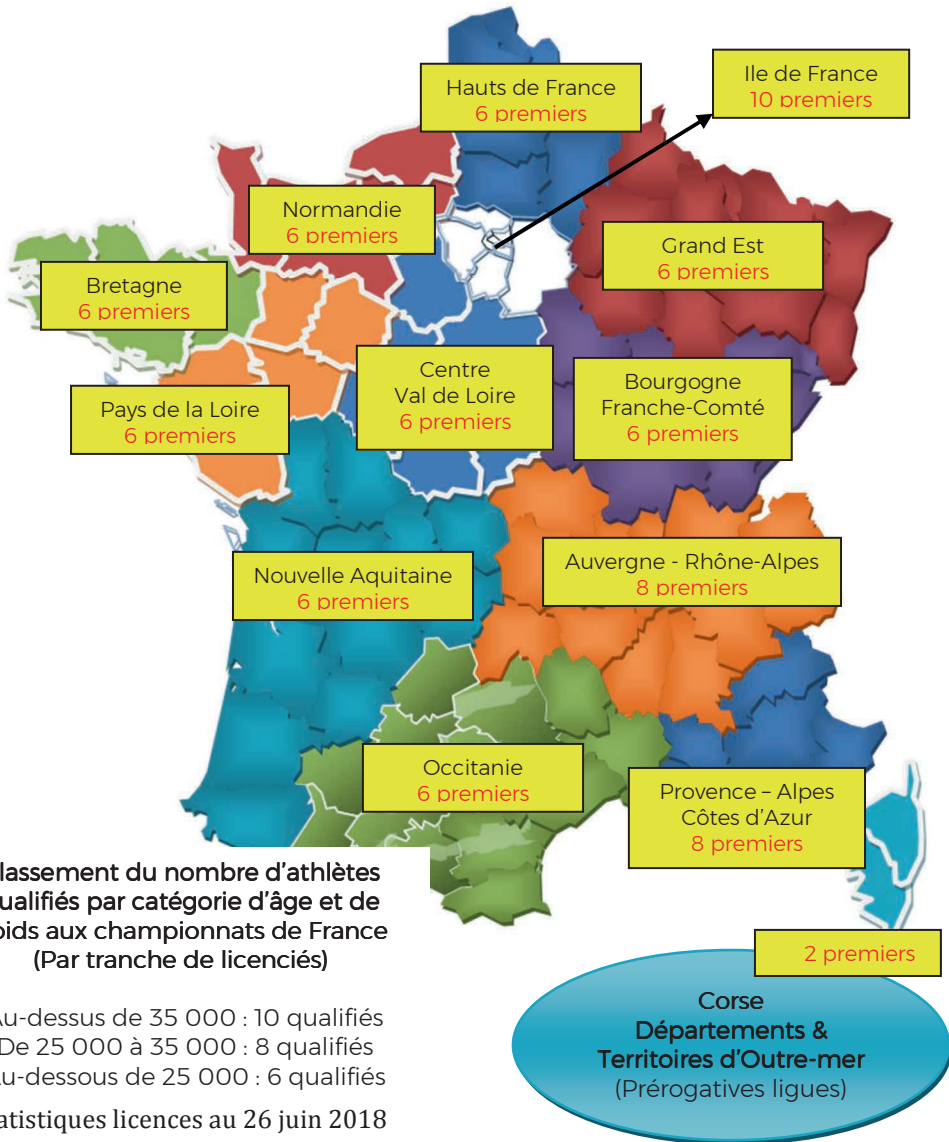 Hauts de France
6 premiers
Ile de France
10 premiers
Normandie
6 premiers
Grand Est
6 premiers
Bretagne
6 premiers
Centre
Val de Loire
6 premiers
Bourgogne
Franche-Comté
6 premiers
Pays de la Loire
6 premiers
Nouvelle Aquitaine
6 premiers
Auvergne - Rhône-Alpes
8 premiers
Occitanie
6 premiers
Provence – Alpes
Côtes d'Azur
8 premiers
lassement du nombre d'athlètes
ualifiés par catégorie d'âge et de
oids aux championnats de France
(Par tranche de licenciés)
Au-dessus de 35 000 : 10 qualifiés
De 25 000 à 35 000 : 8 qualifiés
Au-dessous de 25 000 : 6 qualifiés
atistiques licences au 26 juin 2018
2 premiers
Corse
Départements &
Territoires d'Outre-mer
(Prérogatives ligues)